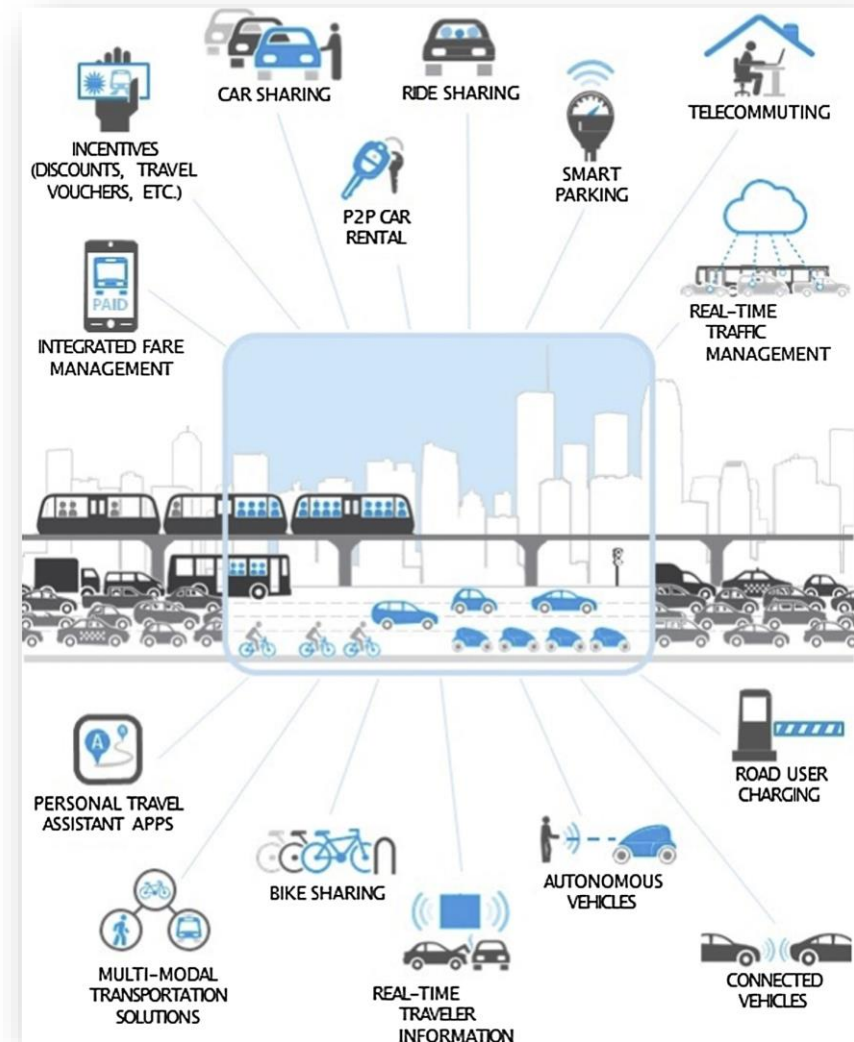 CAR SHARING
RIDE SHARING
TELECOMMUTING
INCENTIVES
(DISCOUNTS, TRAVEL
VOUCHERS, ETC.)
P2P CAR
RENTAL
SMART
PARKING
PAID
INTEGRATED FARE
MANAGEMENT
REAL-TIME
TRAFFIC
MANAGEMENT
A
PERSONAL TRAVEL
ASSISTANT APPS
ROAD USER
CHARGING
BIKE SHARING
AUTONOMOUS
VEHICLES
MULTI-MODAL
TRANSPORTATION
SOLUTIONS
REAL-TIME
TRAVELER
INFORMATION
CONNECTED
VEHICLES